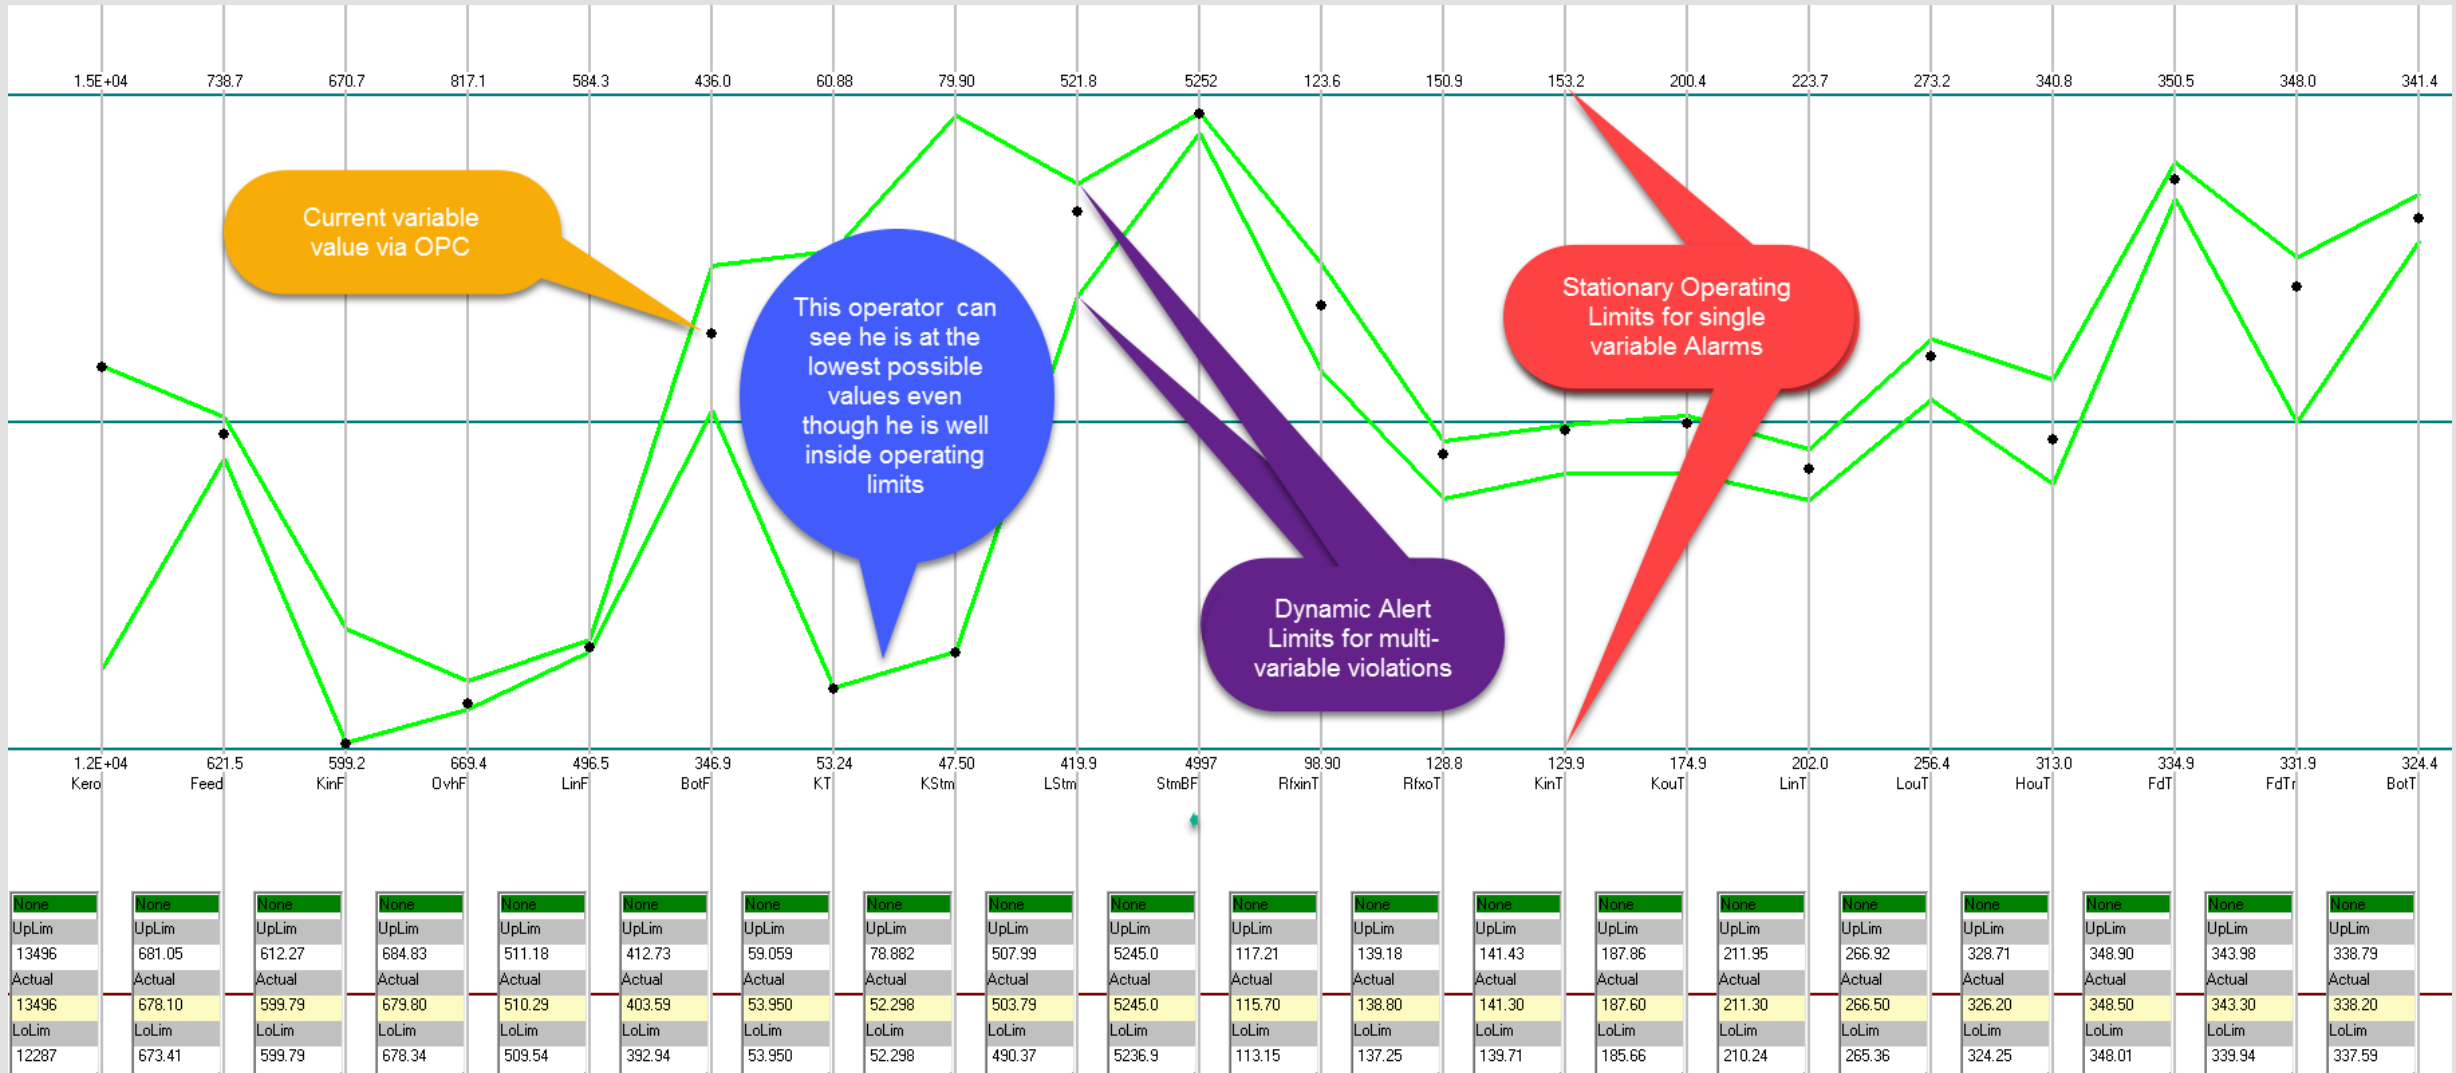 1.5E+04 738.7 670.7 817.1 584.3 436.0 60.88 79.90 521.8 5252 123.6 150.9 153.2 200.4 223.7 273.2 340.8 350.5 348.0 341.4
Current variable
value via OPC
This operator can
see he is at the
lowest possible
values even
though he is well
inside operating
limits
Stationary Operating
Limits for single
variable Alarms
Dynamic Alert
Limits for multi-
variable violations
1.2E+04 621.5 599.2 669.4 496.5 346.9 53.24 47.50 419.9 4997 98.90 128.8 129.9 174.9 202.0 256.4 313.0 334.9 331.9 324.4
Kero Feed KinF OvhF LinF BotF KT KStm LStm StmBF RfxinT RfxoT KinT KouT LinT LouT HouT FdT FdTr BotT
None None None None None None None None None None None None None None None None None None None None
UpLim UpLim UpLim UpLim UpLim UpLim UpLim UpLim UpLim UpLim UpLim UpLim UpLim UpLim UpLim UpLim UpLim UpLim UpLim UpLim
13496 681.05 612.27 684.83 511.18 412.73 59.059 78.882 507.99 5245.0 117.21 139.18 141.43 187.86 211.95 266.92 328.71 348.90 343.98 338.79
Actual Actual Actual Actual Actual Actual Actual Actual Actual Actual Actual Actual Actual Actual Actual Actual Actual Actual Actual Actual
13496 678.10 599.79 679.80 510.29 403.59 53.950 52.298 503.79 5245.0 115.70 138.80 141.30 187.60 211.30 266.50 326.20 348.50 343.30 338.20
LoLim LoLim LoLim LoLim LoLim LoLim LoLim LoLim LoLim LoLim LoLim LoLim LoLim LoLim LoLim LoLim LoLim LoLim LoLim LoLim
12287 673.41 599.79 678.34 509.54 392.94 53.950 52.298 490.37 5236.9 113.15 137.25 139.71 185.66 210.24 265.36 324.25 348.01 339.94 337.59